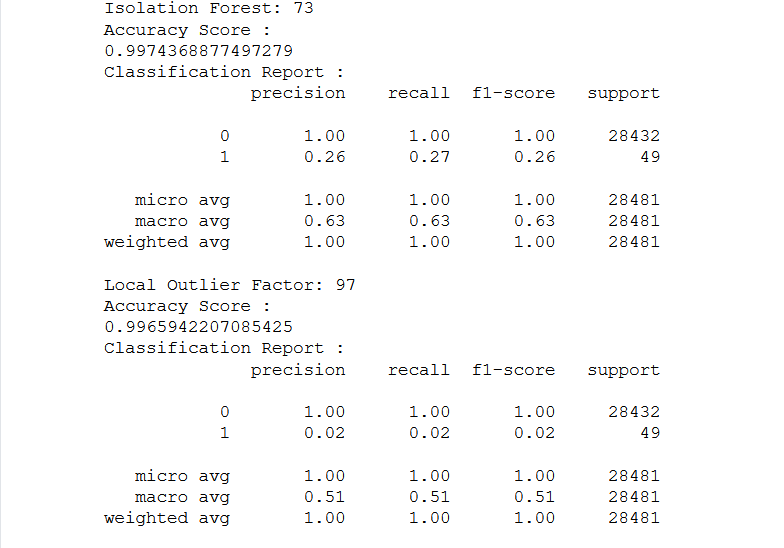 Isolation Forest: 73
Accuracy Score :
0.9974368877497279
Classification Report :
precision recall f1-score support
0 1.00 1.00 1.00 28432
1 0.26 0.27 0.26 49
micro avg 1.00 1.00 1.00 28481
macro avg 0.63 0.63 0.63 28481
weighted avg 1.00 1.00 1.00 28481
Local Outlier Factor: 97
Accuracy Score :
0.9965942207085425
Classification Report :
precision recall f1-score support
0 1.00 1.00 1.00 28432
1 0.02 0.02 0.02 49
micro avg 1.00 1.00 1.00 28481
macro avg 0.51 0.51 0.51 28481
weighted avg 1.00 1.00 1.00 28481